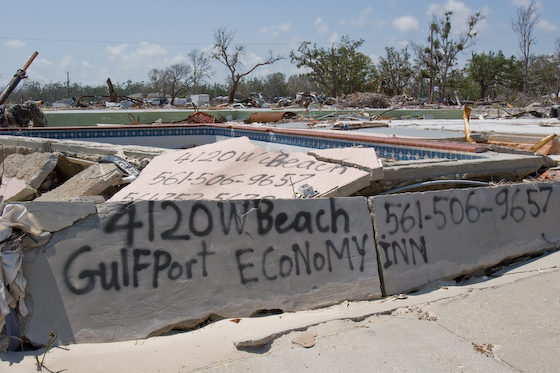 4120 W Beach
561-506-9657
4120 W Beach 561-506-9657
GulfPort ECONOMY INN